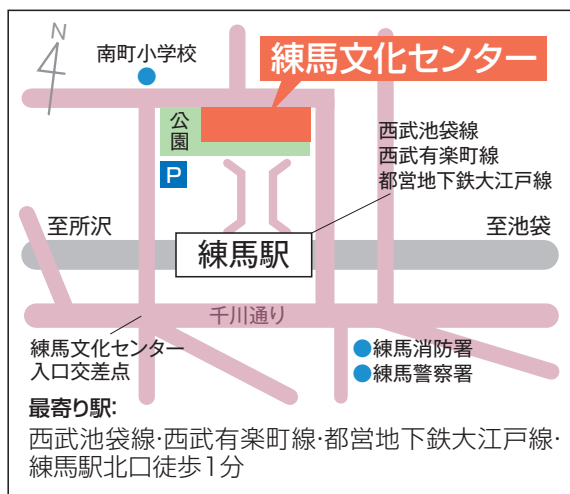 N
南町小学校
練馬文化センター
公園
P
西武池袋線
西武有楽町線
都営地下鉄大江戸線
至所沢
至池袋
練馬駅
千川通り
練馬文化センター
入口交差点
練馬消防署
練馬警察署
最寄り駅:
西武池袋線・西武有楽町線・都営地下鉄大江戸線・
練馬駅北口徒歩1分